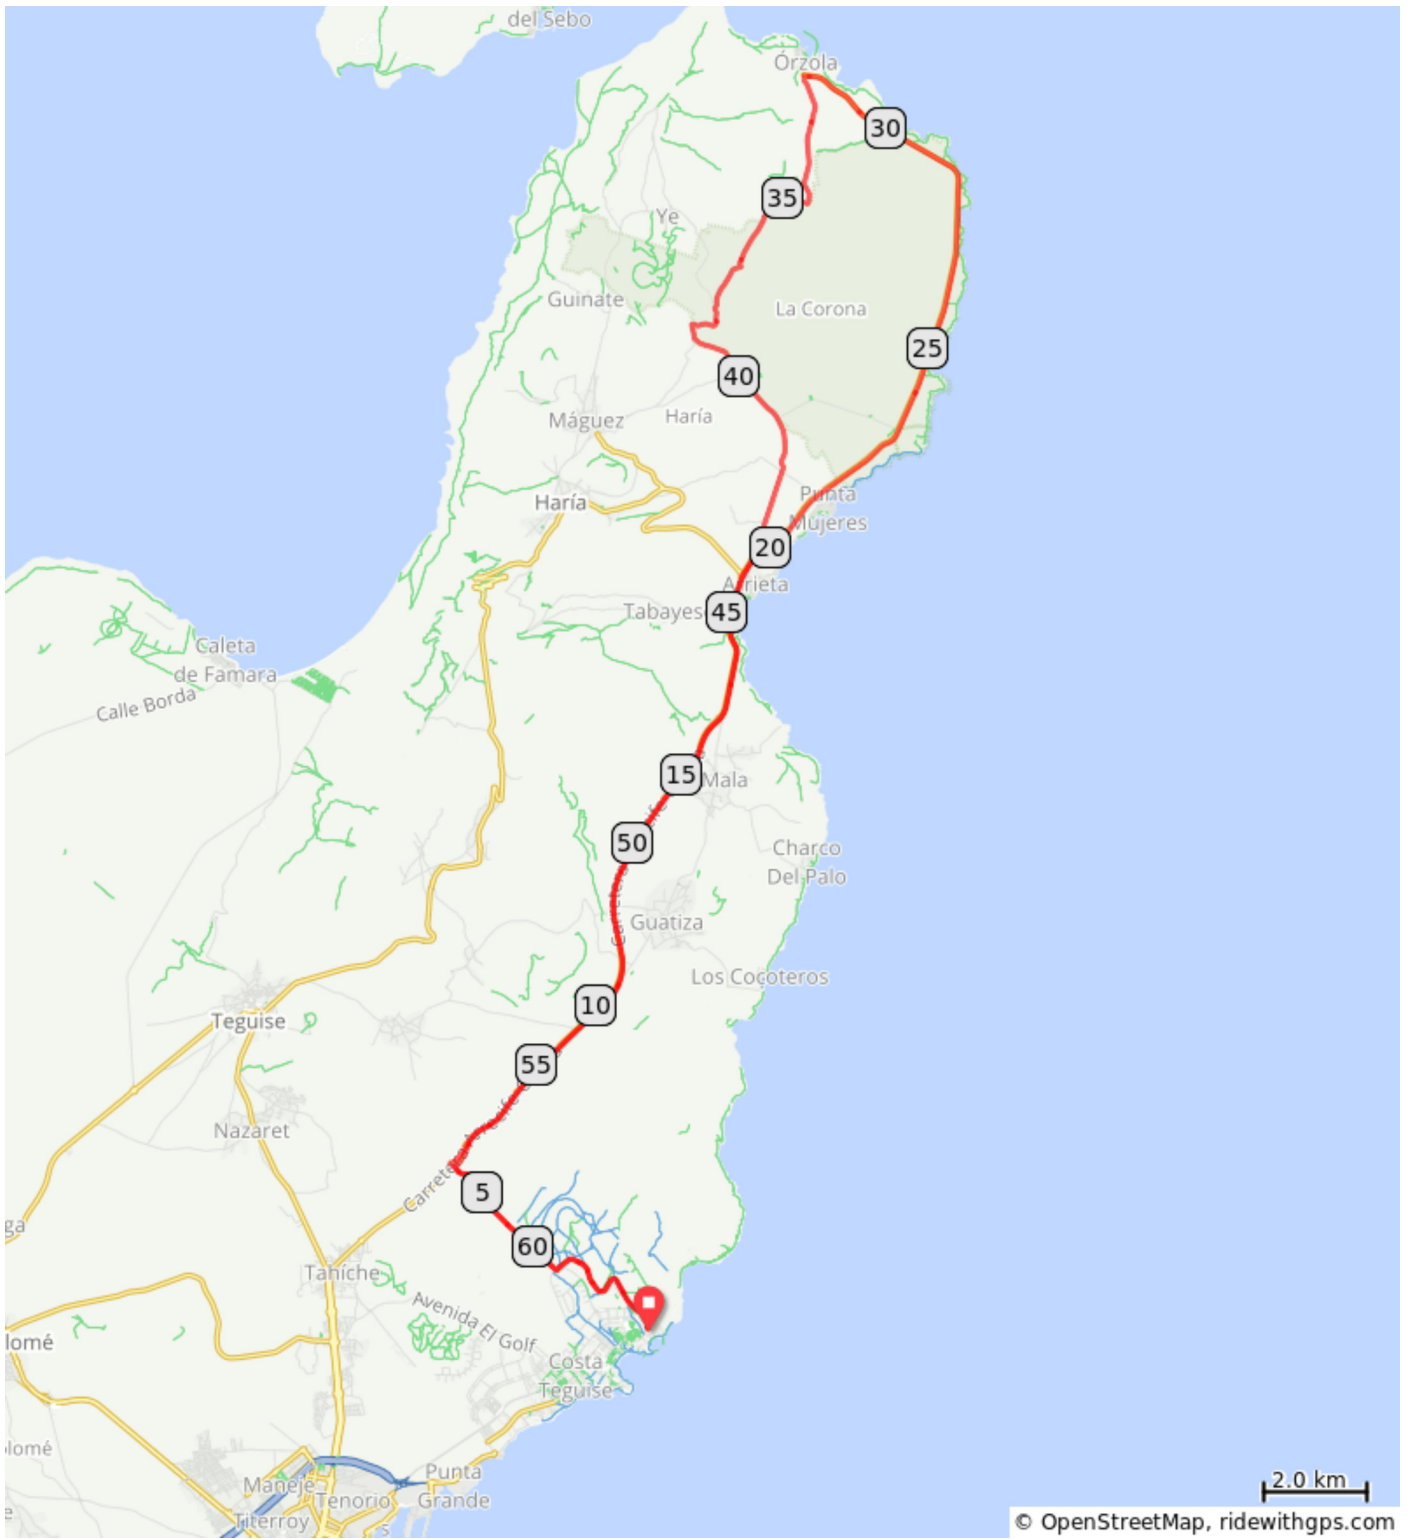 del Sebo
Órzola
30
35
Ye
Guinate
La Corona
25
40
Máguez
Haría
Haría
Punta
Mujeres
20
Arrieta
Tabayes
45
Caleta
de Famara
Calle Borda
15
Mala
50
Charco
Del Palo
Guatiza
Los Cocoteros
10
Teguise
55
Nazaret
Carretera
5
60
Tahíche
Avenida El Golf
lomé
Costa
Teguise
lomé
Maneje
Punta
Grande
Tenorio
Titerroy
2.0 km
© OpenStreetMap, ridewithgps.com